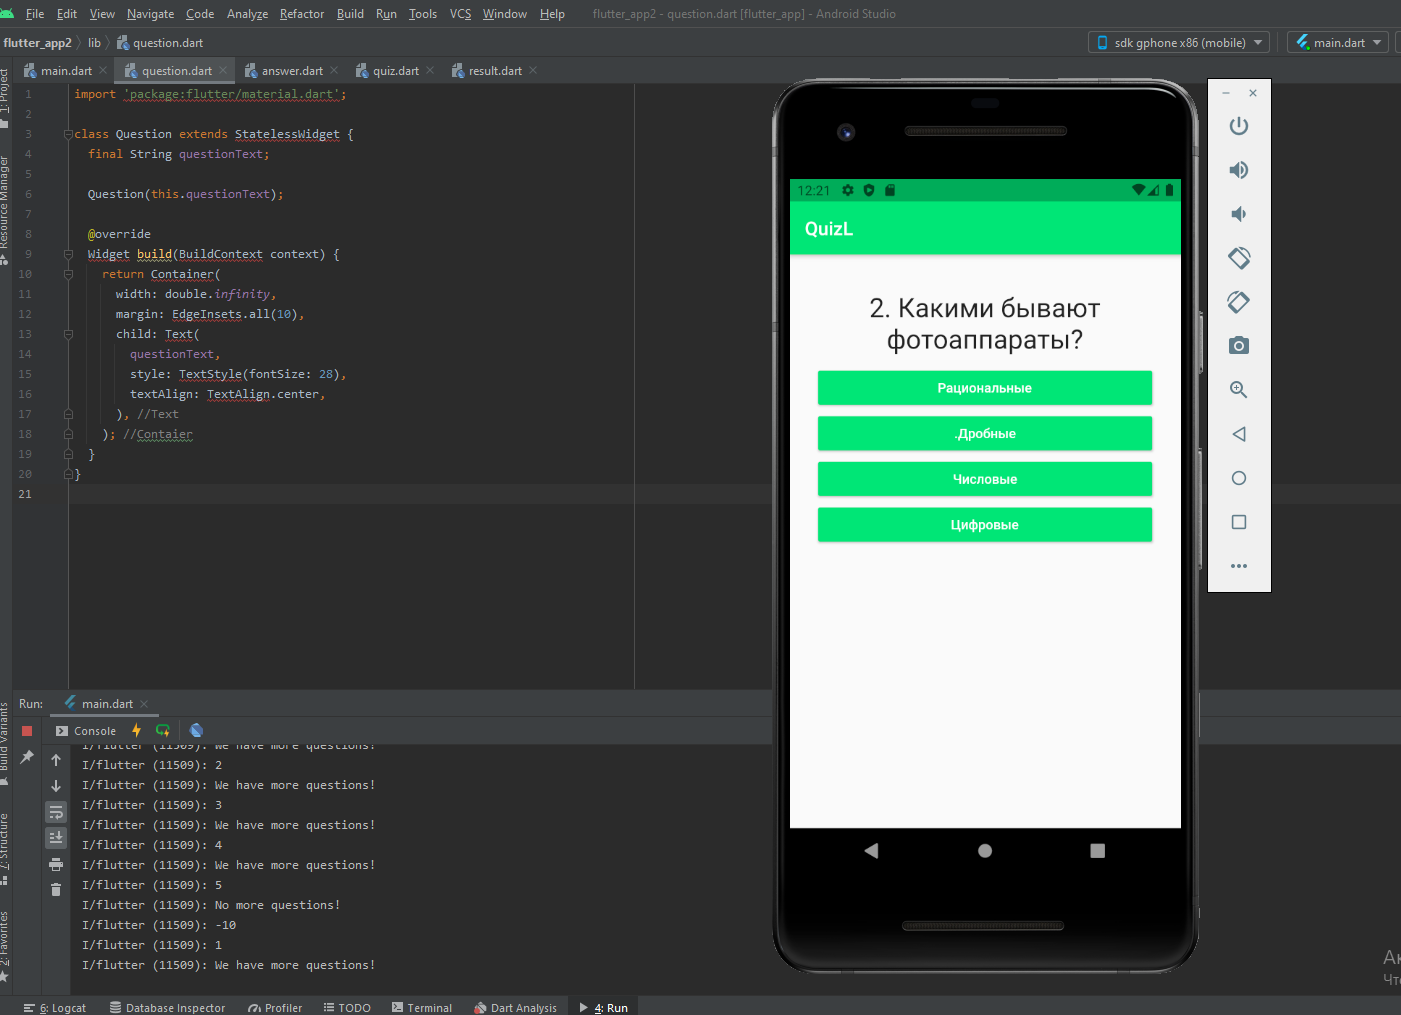 File Edit View Navigate Code Analyze Refactor Build Run Tools VCS Window Help flutter_app2 - question.dart [flutter_app] - Android Studio
flutter_app2 lib question.dart sdk gphone x86 (mobile) main.dart
main.dart question.dart answer.dart quiz.dart result.dart
1: Project
Resource Manager
1 import 'package:flutter/material.dart';
2
3 class Question extends StatelessWidget {
4 final String questionText;
5
6 Question(this.questionText);
7
8 @override
9 Widget build(BuildContext context) {
10 return Container(
11 width: double.infinity,
12 margin: EdgeInsets.all(10),
13 child: Text(
14 questionText,
15 style: TextStyle(fontSize: 28),
16 textAlign: TextAlign.center,
17 ), //Text
18 ); //Contaier
19 }
20 }
21
12:21
QuizL
2. Какими бывают
фотоаппараты?
Рациональные
.Дробные
Числовые
Цифровые
Run: main.dart
Console
Build Variants
7: Structure
2: Favorites
I/flutter (11509): We have more questions!
I/flutter (11509): 2
I/flutter (11509): We have more questions!
I/flutter (11509): 3
I/flutter (11509): We have more questions!
I/flutter (11509): 4
I/flutter (11509): We have more questions!
I/flutter (11509): 5
I/flutter (11509): No more questions!
I/flutter (11509): -10
I/flutter (11509): 1
I/flutter (11509): We have more questions!
6: Logcat Database Inspector Profiler TODO Terminal Dart Analysis 4: Run